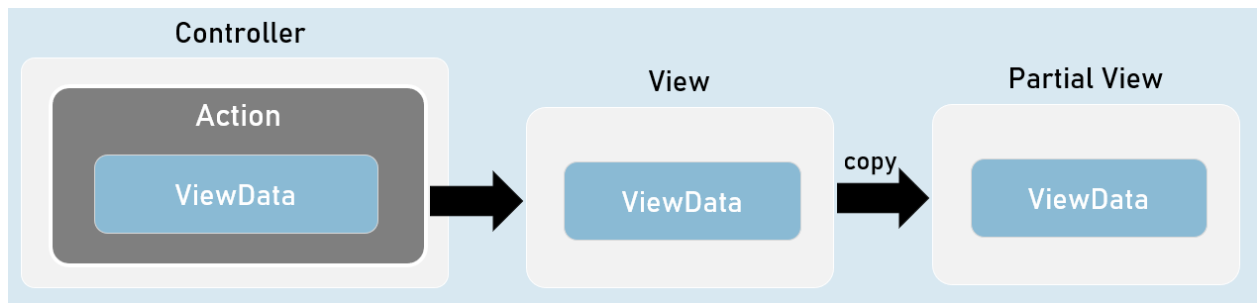 Controller
Action
ViewData
View
ViewData
copy
Partial View
ViewData